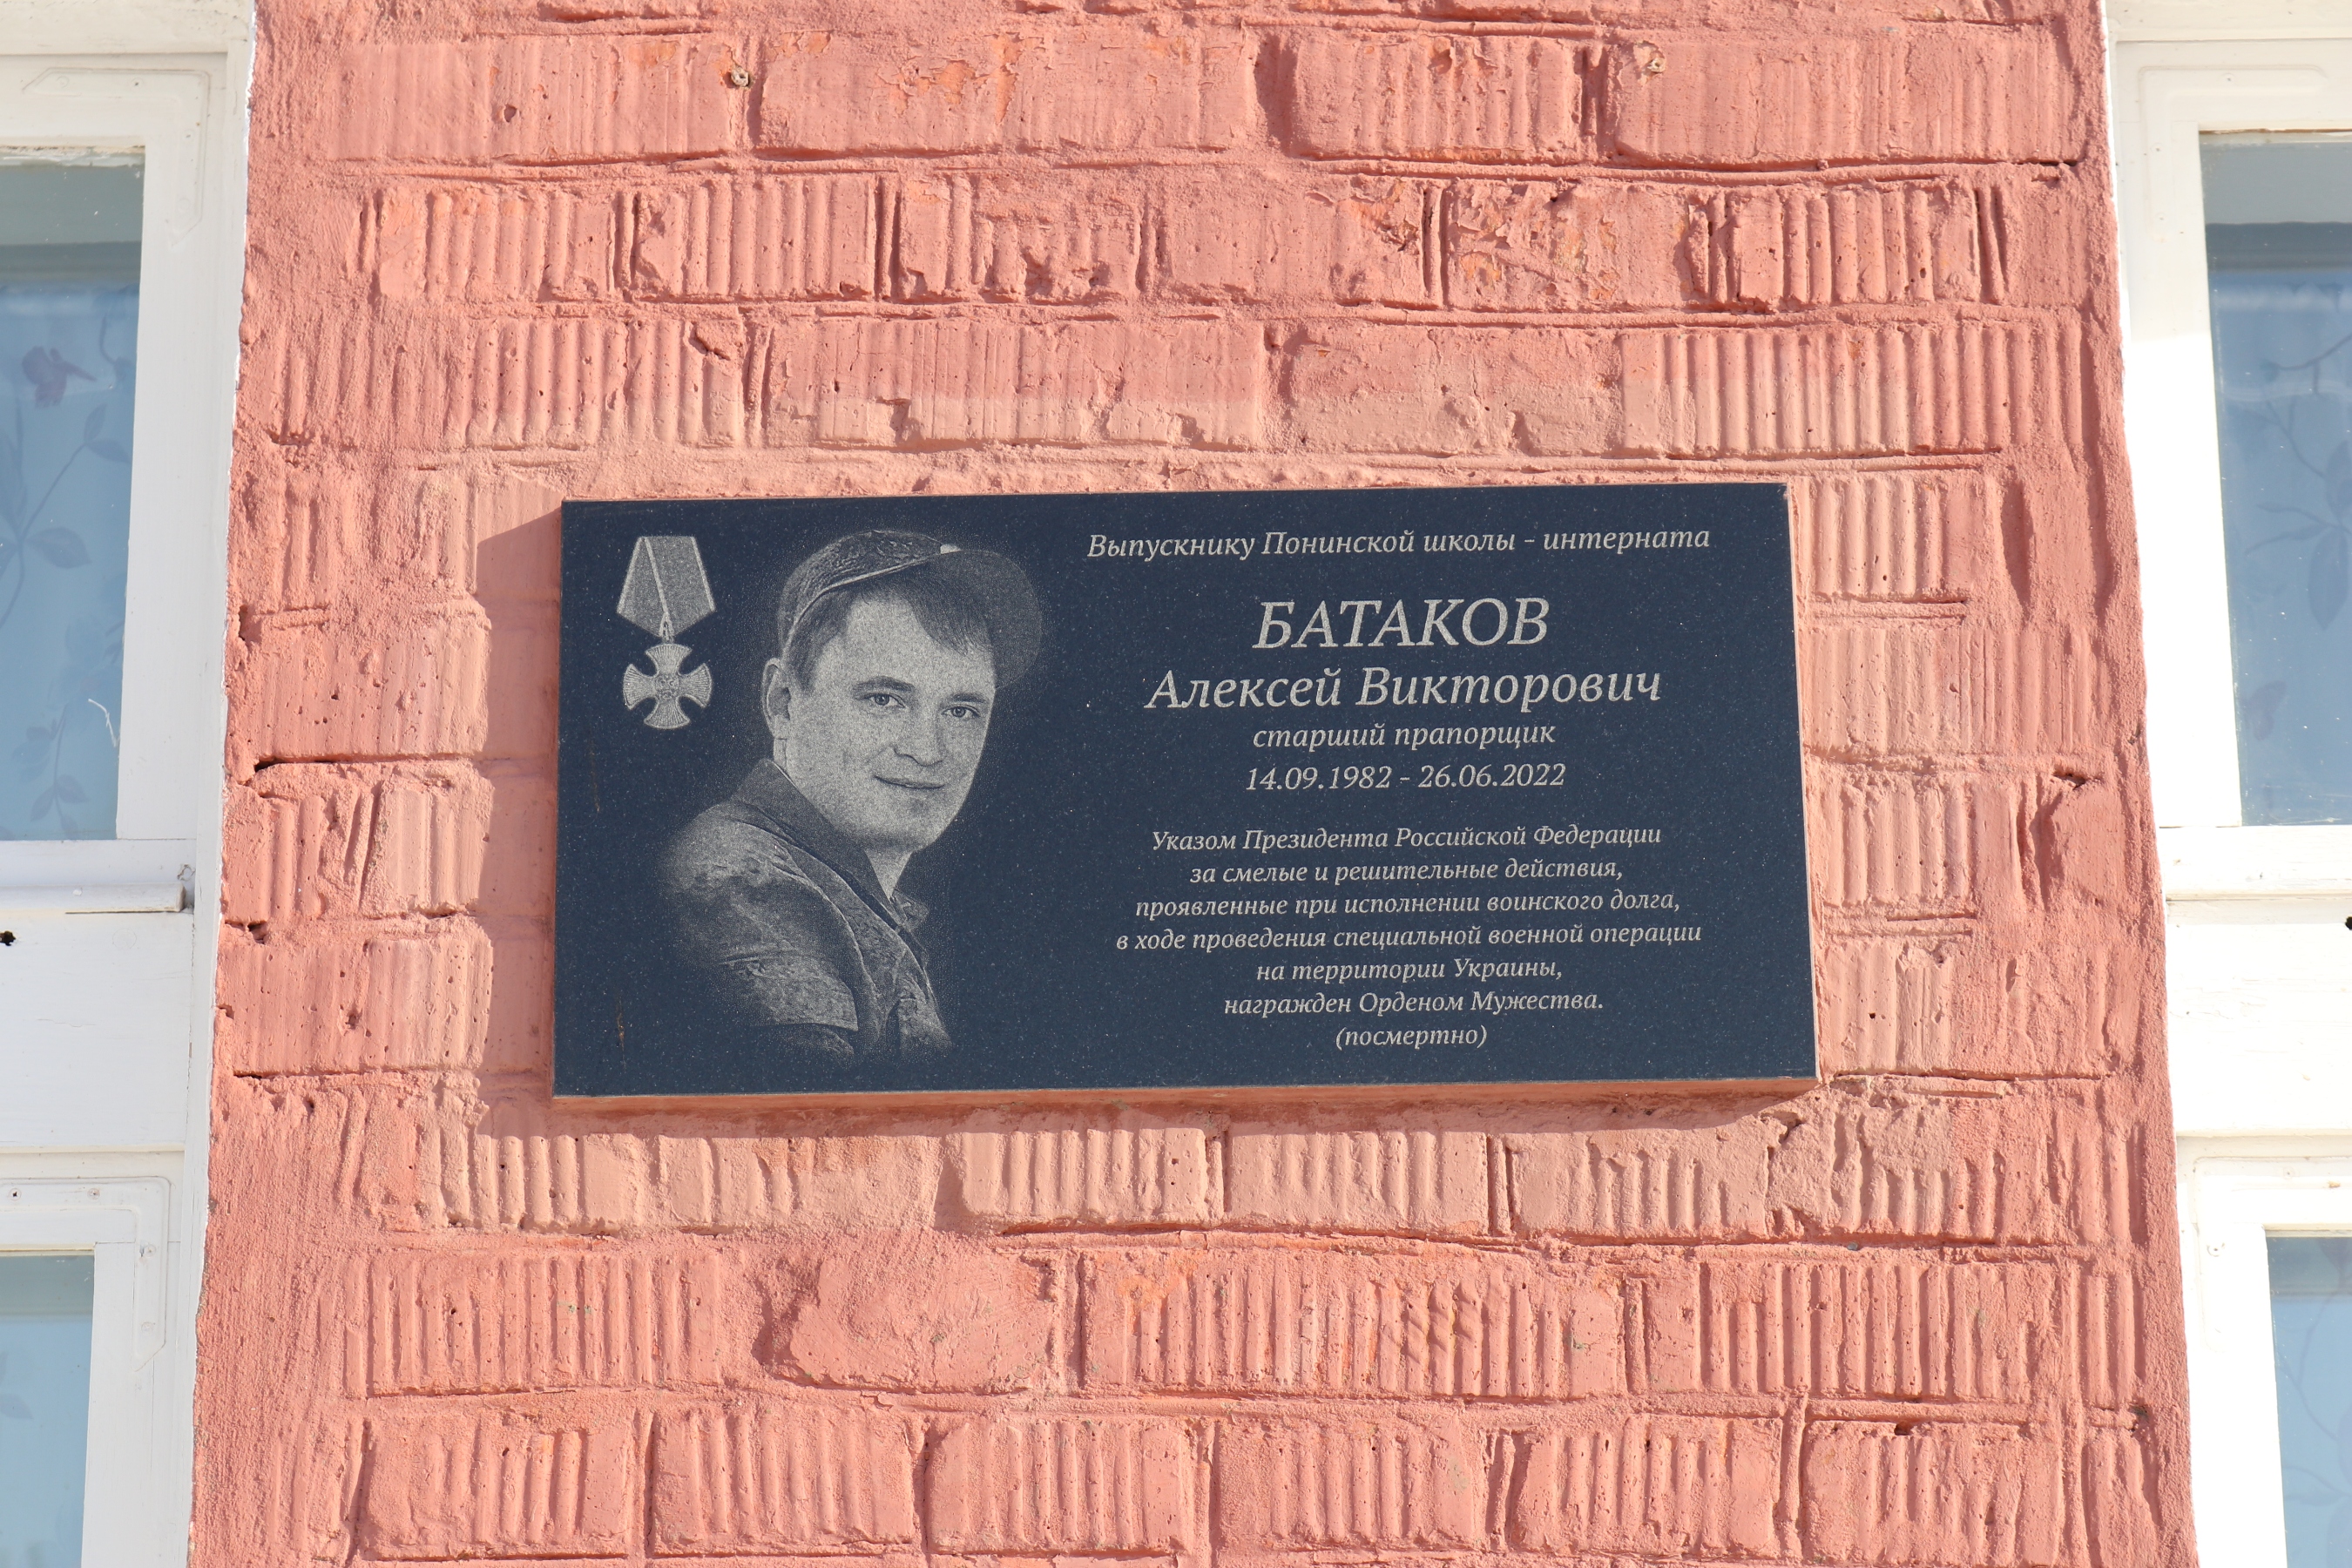 Выпускнику Понинской школы - интерната
БАТАКОВ
Алексей Викторович
старший прапорщик
14.09.1982 - 26.06.2022
Указом Президента Российской Федерации
за смелые и решительные действия,
проявленные при исполнении воинского долга,
в ходе проведения специальной военной операции
на территории Украины,
награжден Орденом Мужества.
(посмертно)